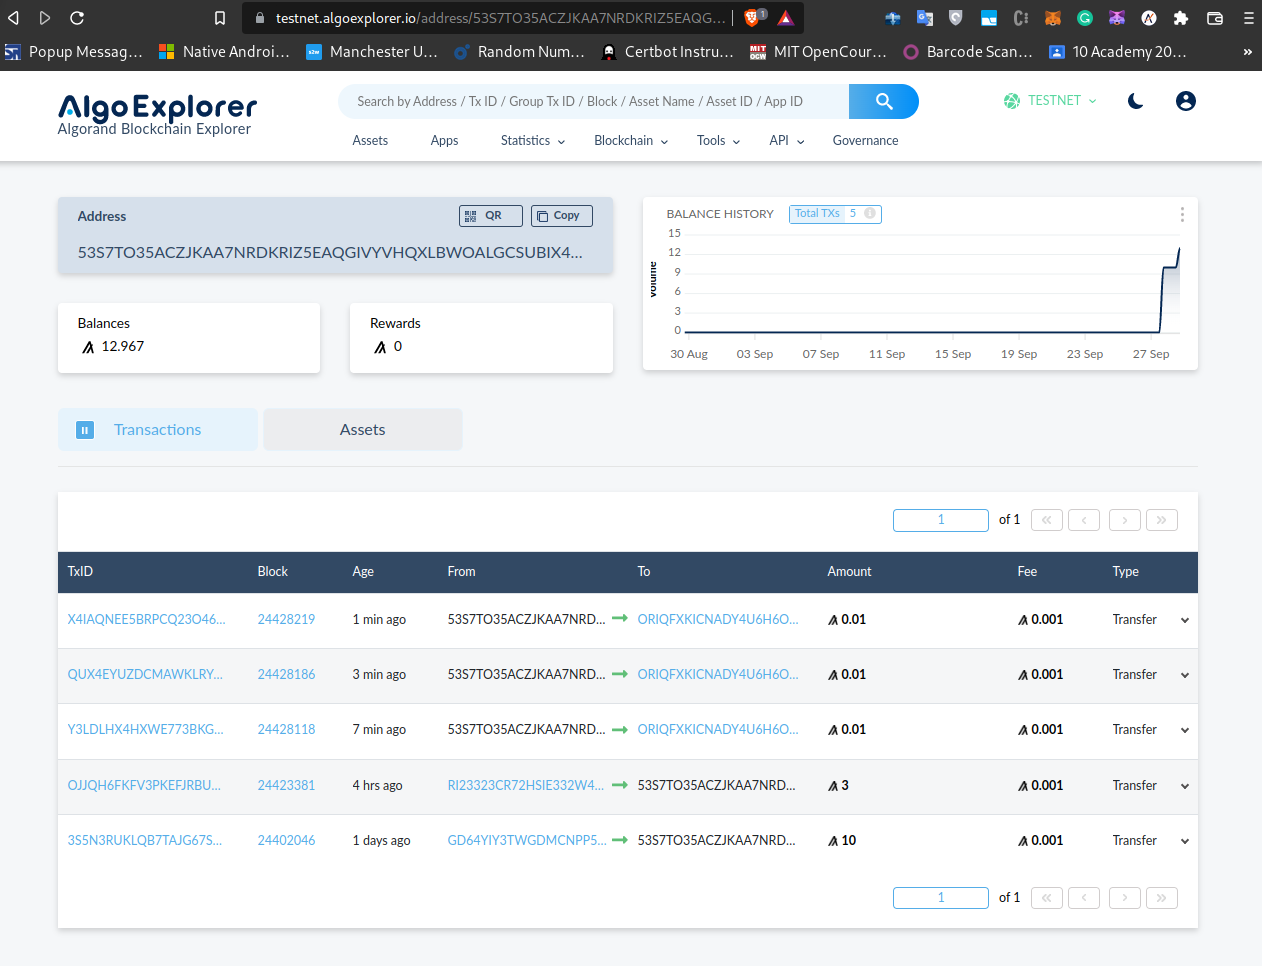 testnet.algoexplorer.io/address/53S7TO35ACZJKAA7NRDKRIZ5EAQG... 1
Popup Messag... Native Androi... Manchester U... Random Num... Certbot Instru... MIT OpenCour... Barcode Scan... 10 Academy 20... »
AlgoExplorer
Algorand Blockchain Explorer
Search by Address / Tx ID / Group Tx ID / Block / Asset Name / Asset ID / App ID
TESTNET
Assets Apps Statistics Blockchain Tools API Governance
Address QR Copy
53S7TO35ACZJKAA7NRDKRIZ5EAQGIVYVHQXLBWOALGCSUBIX4...
Balances
12.967
Rewards
0
BALANCE HISTORY Total TXs 5
Volume
15
12
9
6
3
0
30 Aug 03 Sep 07 Sep 11 Sep 15 Sep 19 Sep 23 Sep 27 Sep
Transactions Assets
1 of 1
TxID Block Age From To Amount Fee Type
X4IAQNEE5BRPCQ23O46... 24428219 1 min ago 53S7TO35ACZJKAA7NRD... ORIQFXKICNADY4U6H6O... 0.01 0.001 Transfer
QUX4EYUZDCMAWKLRY... 24428186 3 min ago 53S7TO35ACZJKAA7NRD... ORIQFXKICNADY4U6H6O... 0.01 0.001 Transfer
Y3LDLHX4HXWE773BKG... 24428118 7 min ago 53S7TO35ACZJKAA7NRD... ORIQFXKICNADY4U6H6O... 0.01 0.001 Transfer
OJJQH6FKFV3PKEFJRBU... 24423381 4 hrs ago RI23323CR72HSIE332W4... 53S7TO35ACZJKAA7NRD... 3 0.001 Transfer
3S5N3RUKLQB7TAJG67S... 24402046 1 days ago GD64YIY3TWGDMCNPP5... 53S7TO35ACZJKAA7NRD... 10 0.001 Transfer
1 of 1